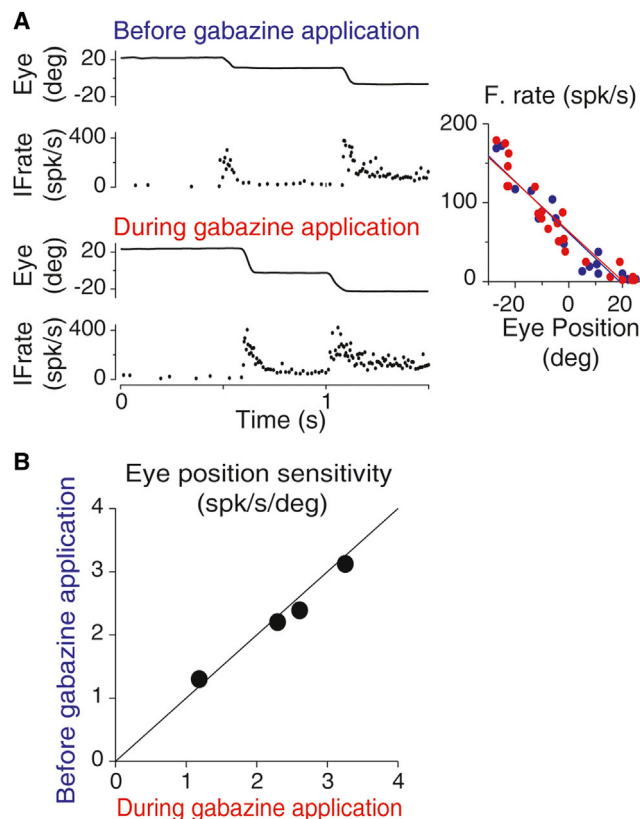 A
Before gabazine application
Eye
(deg)
20
-20
IFrate
(spk/s)
400
0
During gabazine application
Eye
(deg)
20
-20
IFrate
(spk/s)
400
0
0
1
Time (s)
F. rate (spk/s)
200
100
0
-20
0
20
Eye Position
(deg)
B
Eye position sensitivity
(spk/s/deg)
Before gabazine application
4
3
2
1
0
0
1
2
3
4
During gabazine application